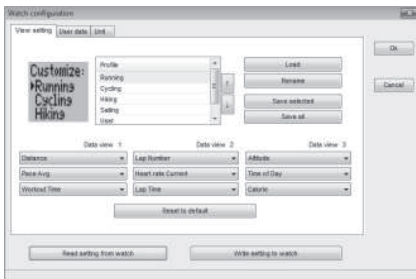 Watch configuration
View setting User data Unit
Ok
Cancel
Customize:
Running
Cycling
Hiking
Profile
Running
Cycling
Hiking
Sailing
User
Load
Rename
Save selected
Save all
Data view 1 Data view 2 Data view 3
Distance Lap Number Altitude
Pace Avg. Heart rate Current Time of Day
Workout Time Lap Time Calorie
Reset to default
Read setting from watch Write setting to watch